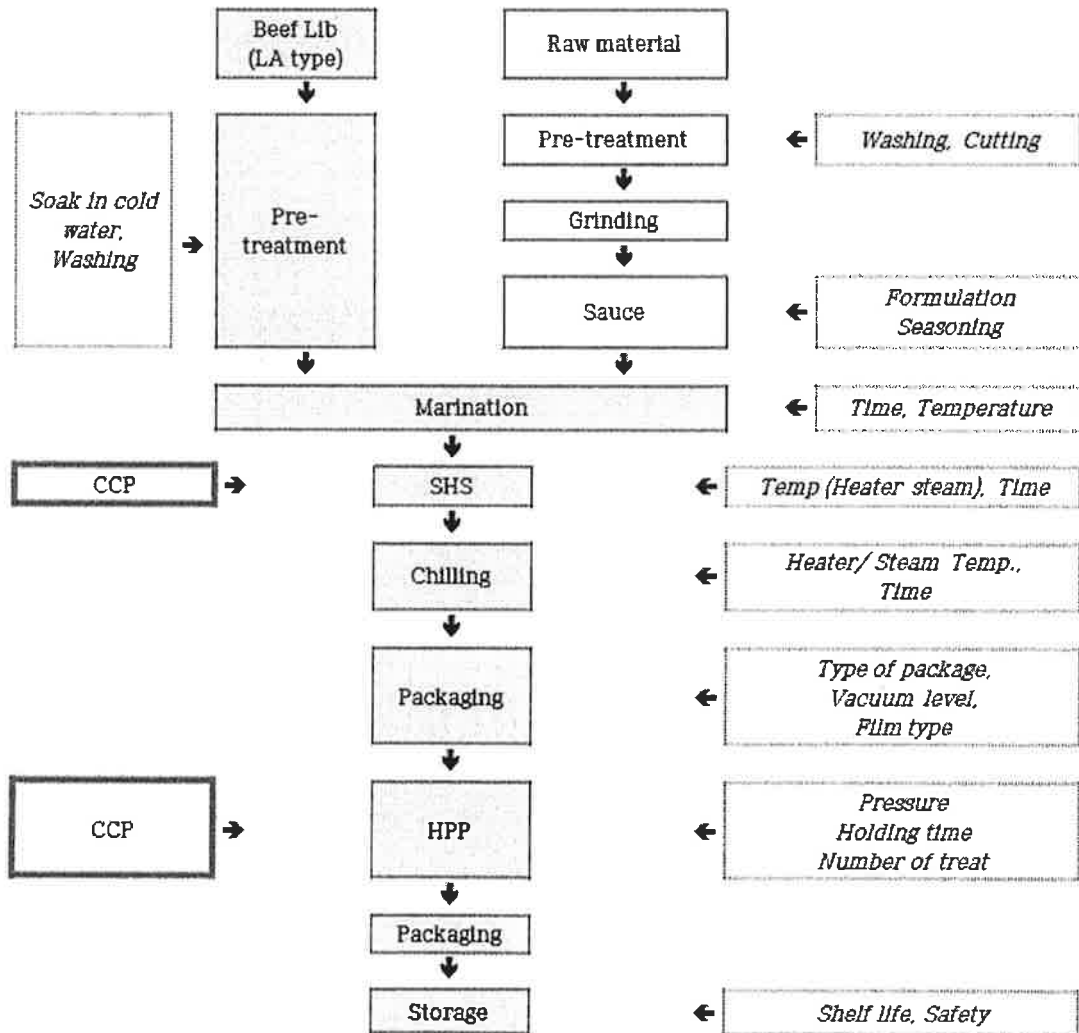 Beef Lib
(LA type)
Raw material
Soak in cold
water,
Washing
Pre-
treatment
Pre-treatment
Washing, Cutting
Grinding
Sauce
Formulation
Seasoning
Marination
Time, Temperature
CCP
SHS
Temp (Heater steam), Time
Chilling
Heater/ Steam Temp.,
Time
Packaging
Type of package,
Vacuum level,
Film type
CCP
HPP
Pressure
Holding time
Number of treat
Packaging
Storage
Shelf life, Safety